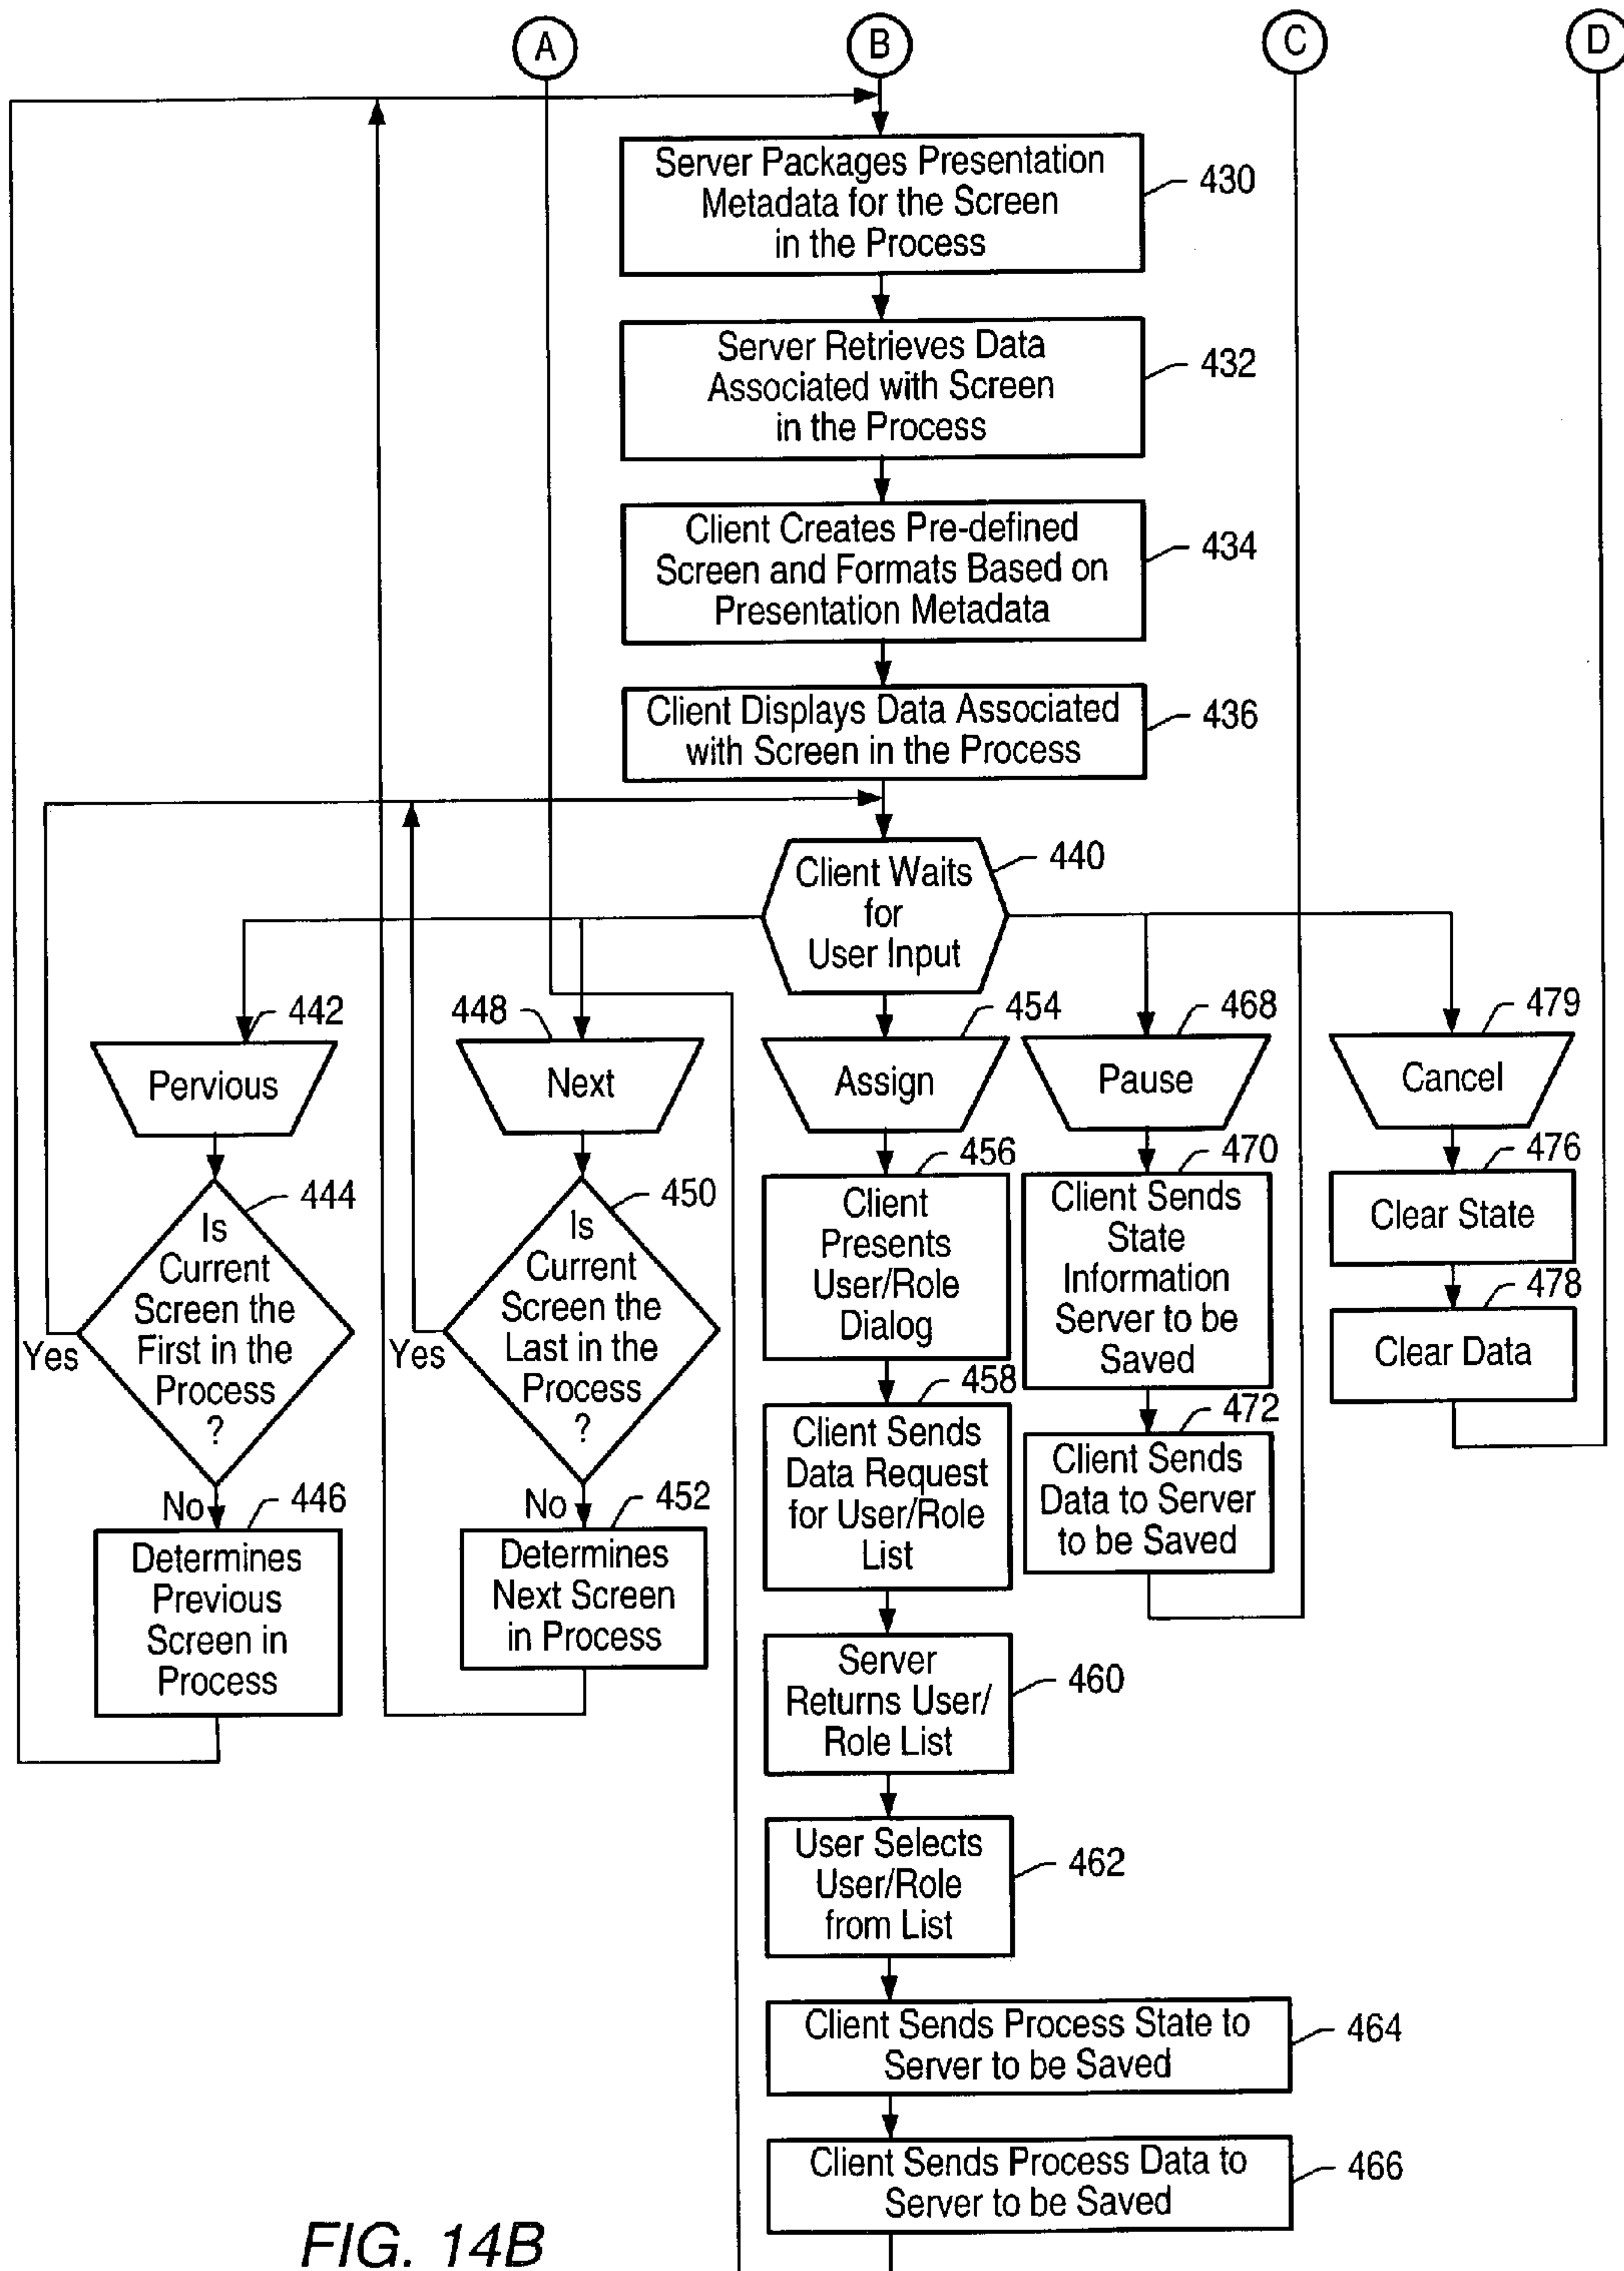 A
B
C
D
Server Packages Presentation
Metadata for the Screen
in the Process
430
Server Retrieves Data
Associated with Screen
in the Process
432
Client Creates Pre-defined
Screen and Formats Based on
Presentation Metadata
434
Client Displays Data Associated
with Screen in the Process
436
Client Waits
for
User Input
440
442
Pervious
444
Is
Current
Screen the
First in the
Process
?
Yes
No
446
Determines
Previous
Screen in
Process
448
Next
450
Is
Current
Screen the
Last in the
Process
?
Yes
No
452
Determines
Next Screen
in Process
454
Assign
456
Client
Presents
User/Role
Dialog
458
Client Sends
Data Request
for User/Role
List
Server
Returns User/
Role List
460
User Selects
User/Role
from List
462
Client Sends Process State to
Server to be Saved
464
Client Sends Process Data to
Server to be Saved
466
468
Pause
470
Client Sends
State
Information
Server to be
Saved
472
Client Sends
Data to Server
to be Saved
479
Cancel
476
Clear State
478
Clear Data
FIG. 14B